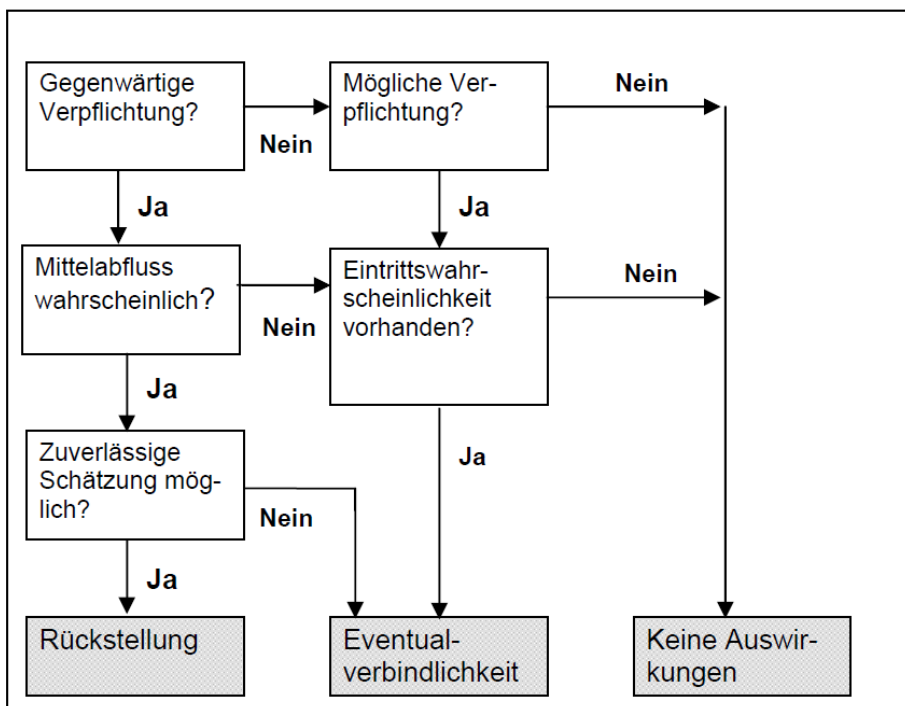 Gegenwärtige
Verpflichtung?
Nein
Mögliche Ver-
pflichtung?
Nein
Ja
Ja
Mittelabfluss
wahrscheinlich?
Nein
Eintrittswahr-
scheinlichkeit
vorhanden?
Nein
Ja
Ja
Zuverlässige
Schätzung mög-
lich?
Nein
Ja
Rückstellung
Eventual-
verbindlichkeit
Keine Auswir-
kungen